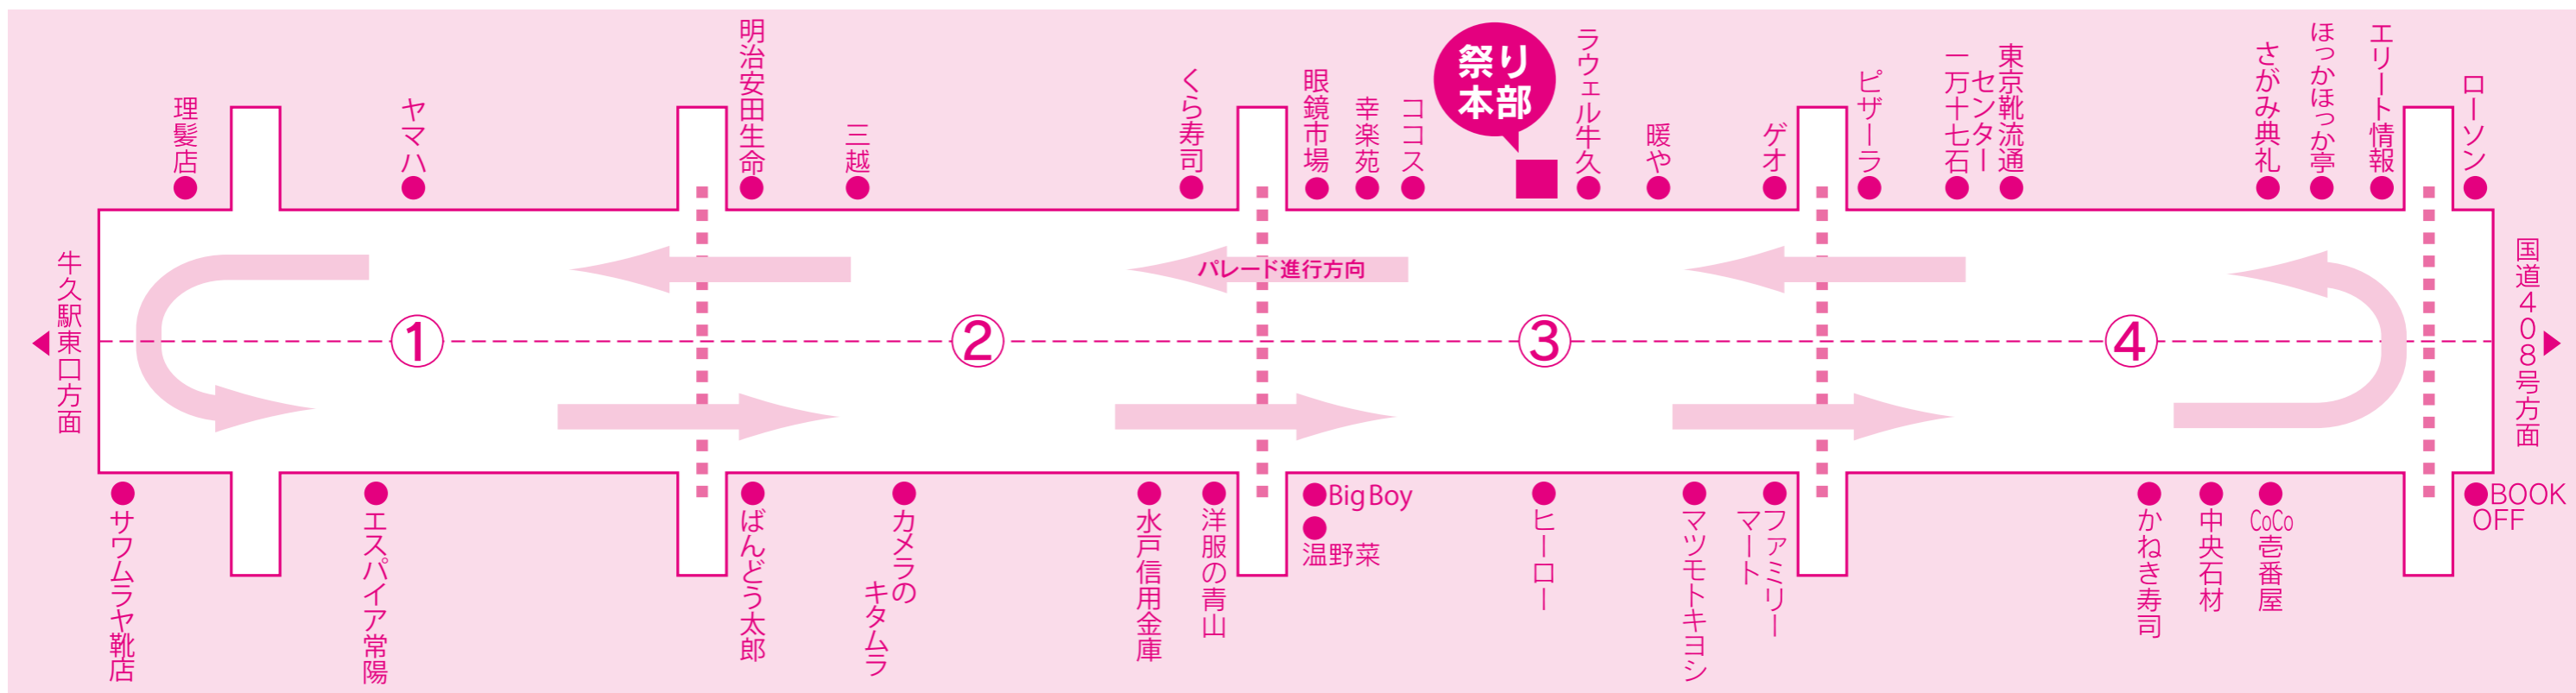 理髪店
ヤマハ
明治安田生命
三越
くら寿司
眼鏡市場
幸楽苑
ココス
祭り
本部
ラウェル牛久
暖や
ゲオ
ピザーラ
一万十七石
東京靴流通
センター
さがみ典礼
ほっかほっか亭
エリート情報
ローソン
牛久駅東口方面
パレード進行方向
①
②
③
④
国道408号方面
サワムラヤ靴店
エスパイア常陽
ばんどう太郎
カメラの
キタムラ
水戸信用金庫
洋服の青山
Big Boy
温野菜
ヒーロー
マツモトキヨシ
ファミリー
マート
かねき寿司
中央石材
CoCo壱番屋
BOOK
OFF